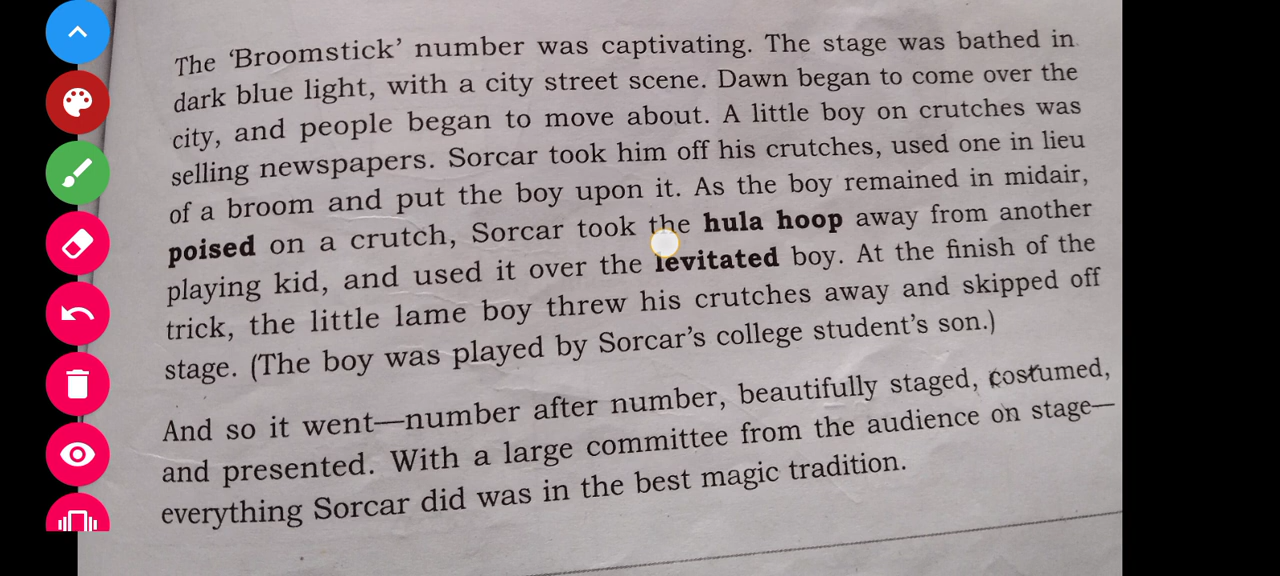 The ‘Broomstick’ number was captivating. The stage was bathed in
dark blue light, with a city street scene. Dawn began to come over the
city, and people began to move about. A little boy on crutches was
selling newspapers. Sorcar took him off his crutches, used one in lieu
of a broom and put the boy upon it. As the boy remained in midair,
poised on a crutch, Sorcar took the hula hoop away from another
playing kid, and used it over the levitated boy. At the finish of the
trick, the little lame boy threw his crutches away and skipped off
stage. (The boy was played by Sorcar’s college student’s son.)
And so it went—number after number, beautifully staged, costumed,
and presented. With a large committee from the audience on stage—
everything Sorcar did was in the best magic tradition.